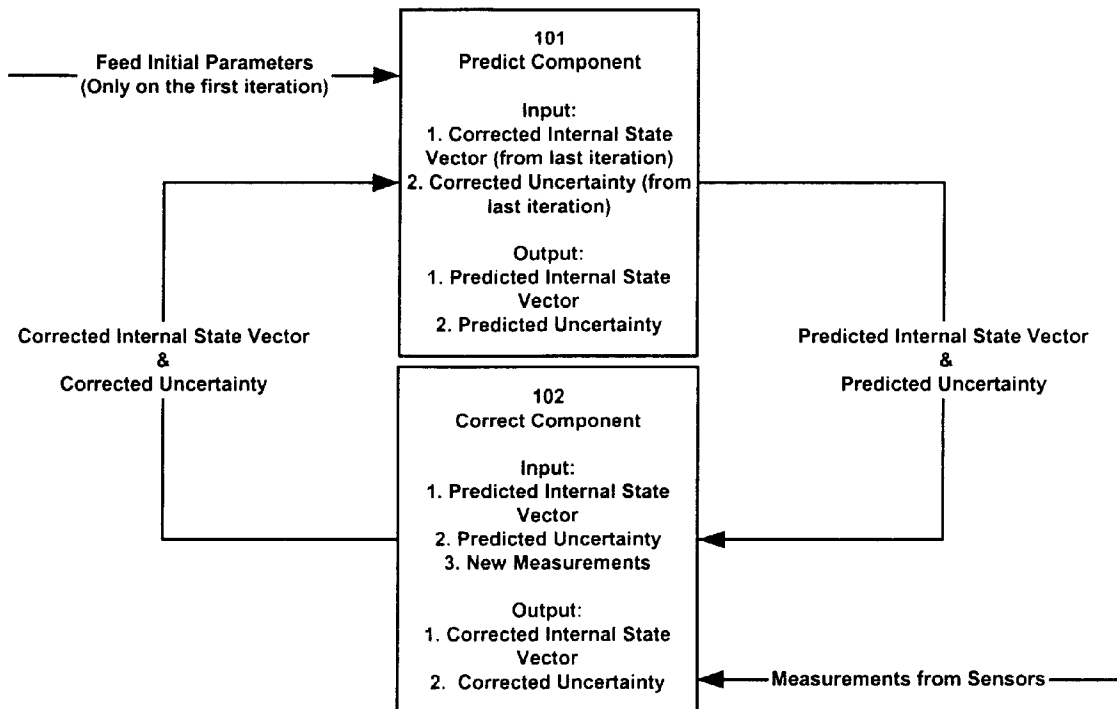 Feed Initial Parameters
(Only on the first iteration)
101
Predict Component
Input:
1. Corrected Internal State
Vector (from last iteration)
2. Corrected Uncertainty (from
last iteration)
Output:
1. Predicted Internal State
Vector
2. Predicted Uncertainty
Corrected Internal State Vector
&
Corrected Uncertainty
Predicted Internal State Vector
&
Predicted Uncertainty
102
Correct Component
Input:
1. Predicted Internal State
Vector
2. Predicted Uncertainty
3. New Measurements
Output:
1. Corrected Internal State
Vector
2. Corrected Uncertainty
Measurements from Sensors